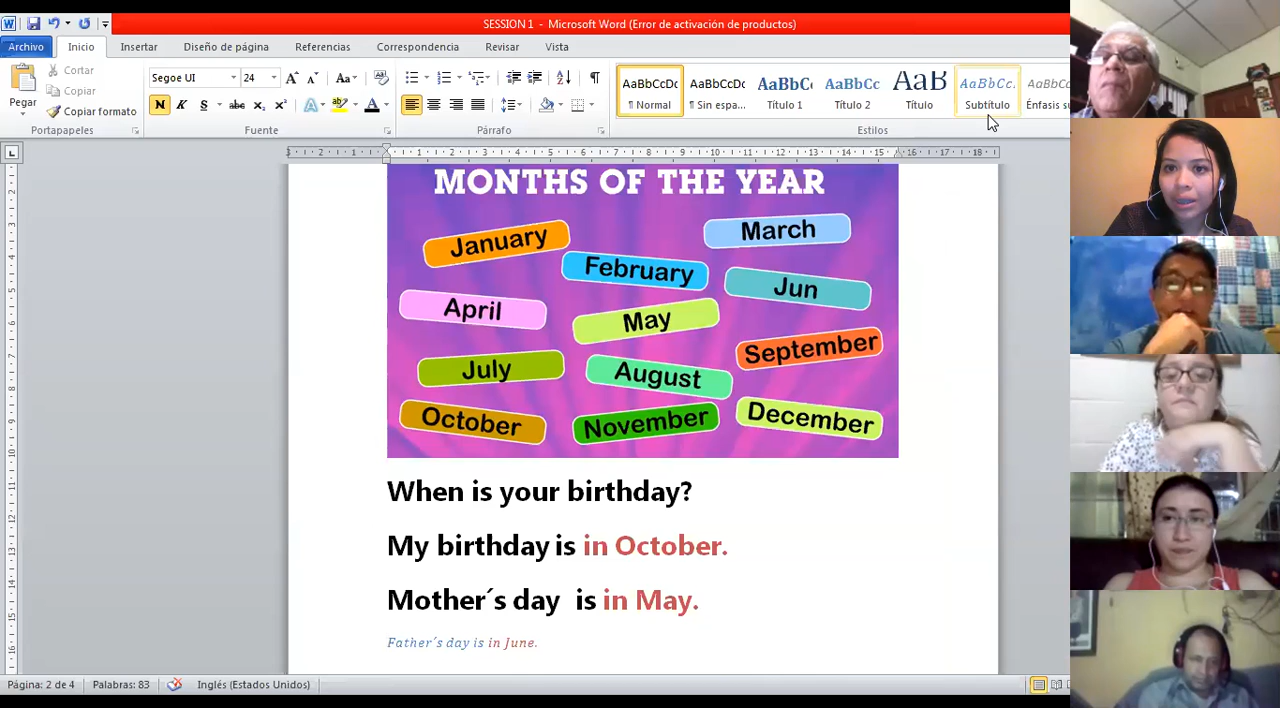 SESSION 1 - Microsoft Word (Error de activación de productos)
Archivo Inicio Insertar Diseño de página Referencias Correspondencia Revisar Vista
Pegar
Cortar
Copiar
Copiar formato
Segoe UI 24
N K S abc x₂ x²
AaBbCcDc AaBbCcDc AaBbC AaBbCc AaB AaBbCc.
¶ Normal ¶ Sin espa... Título 1 Título 2 Título Subtítulo
Portapapeles Fuente Párrafo Estilos
MONTHS OF THE YEAR
January March
February Jun
April May
July August September
October November December
When is your birthday?
My birthday is in October.
Mother´s day is in May.
Father´s day is in June.
Página: 2 de 4 Palabras: 83 Inglés (Estados Unidos)